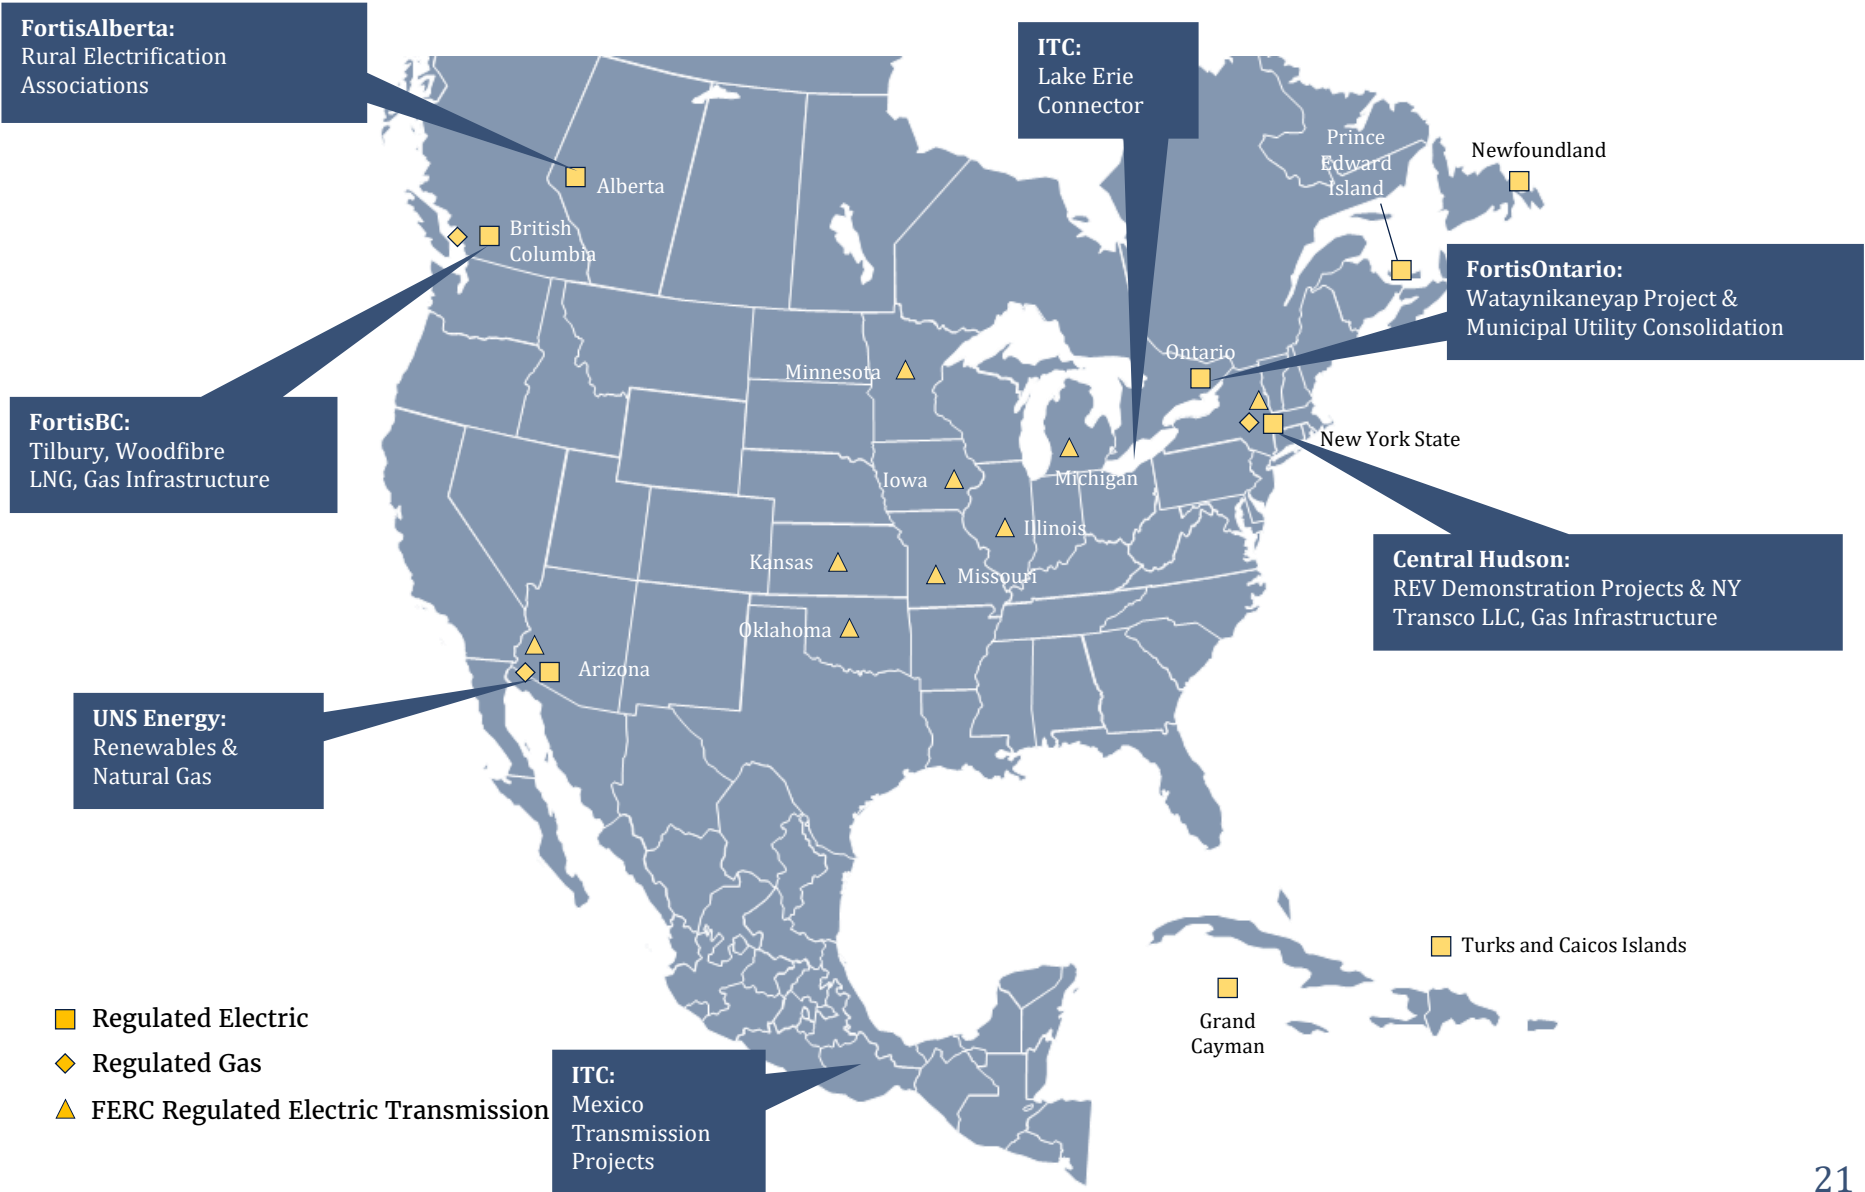 FortisAlberta:
Rural Electrification
Associations
ITC:
Lake Erie
Connector
Prince
Edward
Island
Newfoundland
Alberta
British
Columbia
FortisOntario:
Wataynikaneyap Project &
Municipal Utility Consolidation
Ontario
Minnesota
FortisBC:
Tilbury, Woodfibre
LNG, Gas Infrastructure
New York State
Iowa
Michigan
Illinois
Kansas
Missouri
Central Hudson:
REV Demonstration Projects & NY
Transco LLC, Gas Infrastructure
Oklahoma
Arizona
UNS Energy:
Renewables &
Natural Gas
Turks and Caicos Islands
Grand
Cayman
Regulated Electric
Regulated Gas
FERC Regulated Electric Transmission
ITC:
Mexico
Transmission
Projects
21